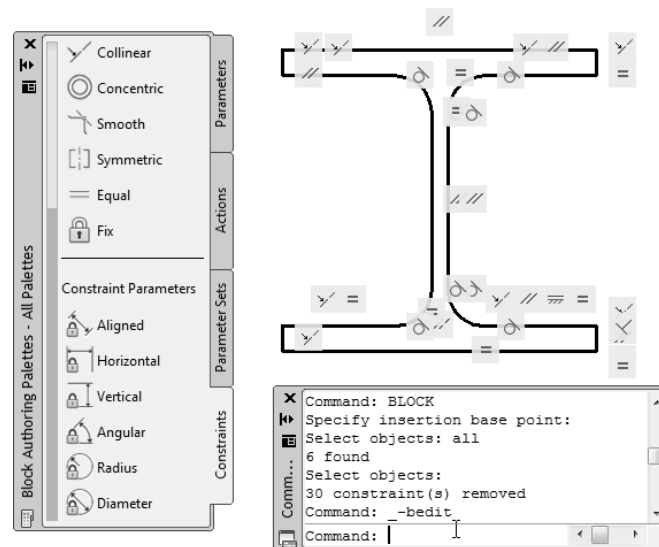 Block Authoring Palettes - All Palettes
Collinear
Concentric
Smooth
Symmetric
Equal
Fix
Constraint Parameters
Aligned
Horizontal
Vertical
Angular
Radius
Diameter
Parameters
Actions
Parameter Sets
Constraints
Comm...
Command: BLOCK
Specify insertion base point:
Select objects: all
6 found
Select objects:
30 constraint(s) removed
Command: _-bedit
Command: